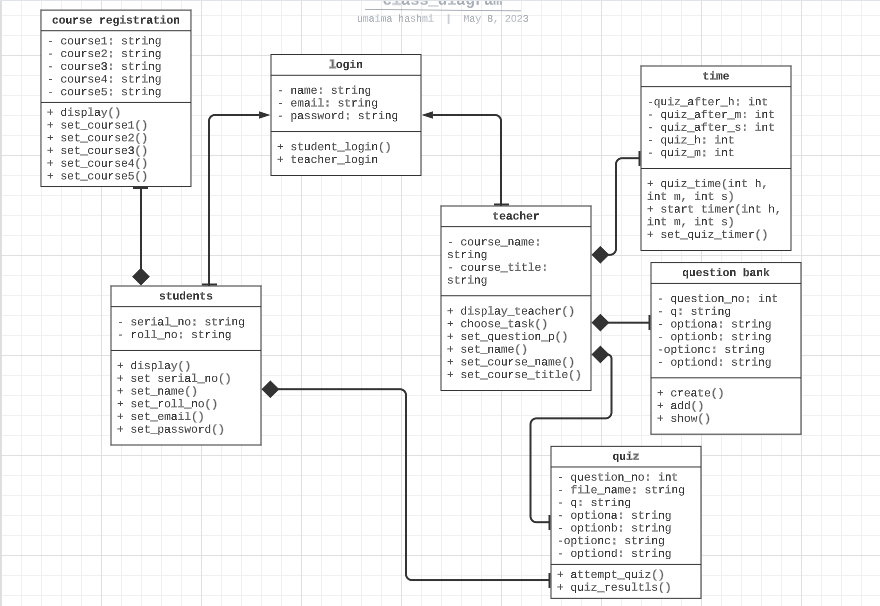 class_diagram
umaima hashmi | May 8, 2023
course registration
- course1: string
- course2: string
- course3: string
- course4: string
- course5: string
+ display()
+ set_course1()
+ set_course2()
+ set_course3()
+ set_course4()
+ set_course5()
login
- name: string
- email: string
- password: string
+ student_login()
+ teacher_login
time
-quiz_after_h: int
- quiz_after_m: int
- quiz_after_s: int
- quiz_h: int
- quiz_m: int
+ quiz_time(int h,
int m, int s)
+ start timer(int h,
int m, int s)
+ set_quiz_timer()
teacher
- course_name:
string
- course_title:
string
+ display_teacher()
+ choose_task()
+ set_question_p()
+ set_name()
+ set_course_name()
+ set_course_title()
question bank
- question_no: int
- q: string
- optiona: string
- optionb: string
-optionc: string
- optiond: string
+ create()
+ add()
+ show()
students
- serial_no: string
- roll_no: string
+ display()
+ set serial_no()
+ set_name()
+ set_roll_no()
+ set_email()
+ set_password()
quiz
- question_no: int
- file_name: string
- q: string
- optiona: string
- optionb: string
-optionc: string
- optiond: string
+ attempt_quiz()
+ quiz_resultls()